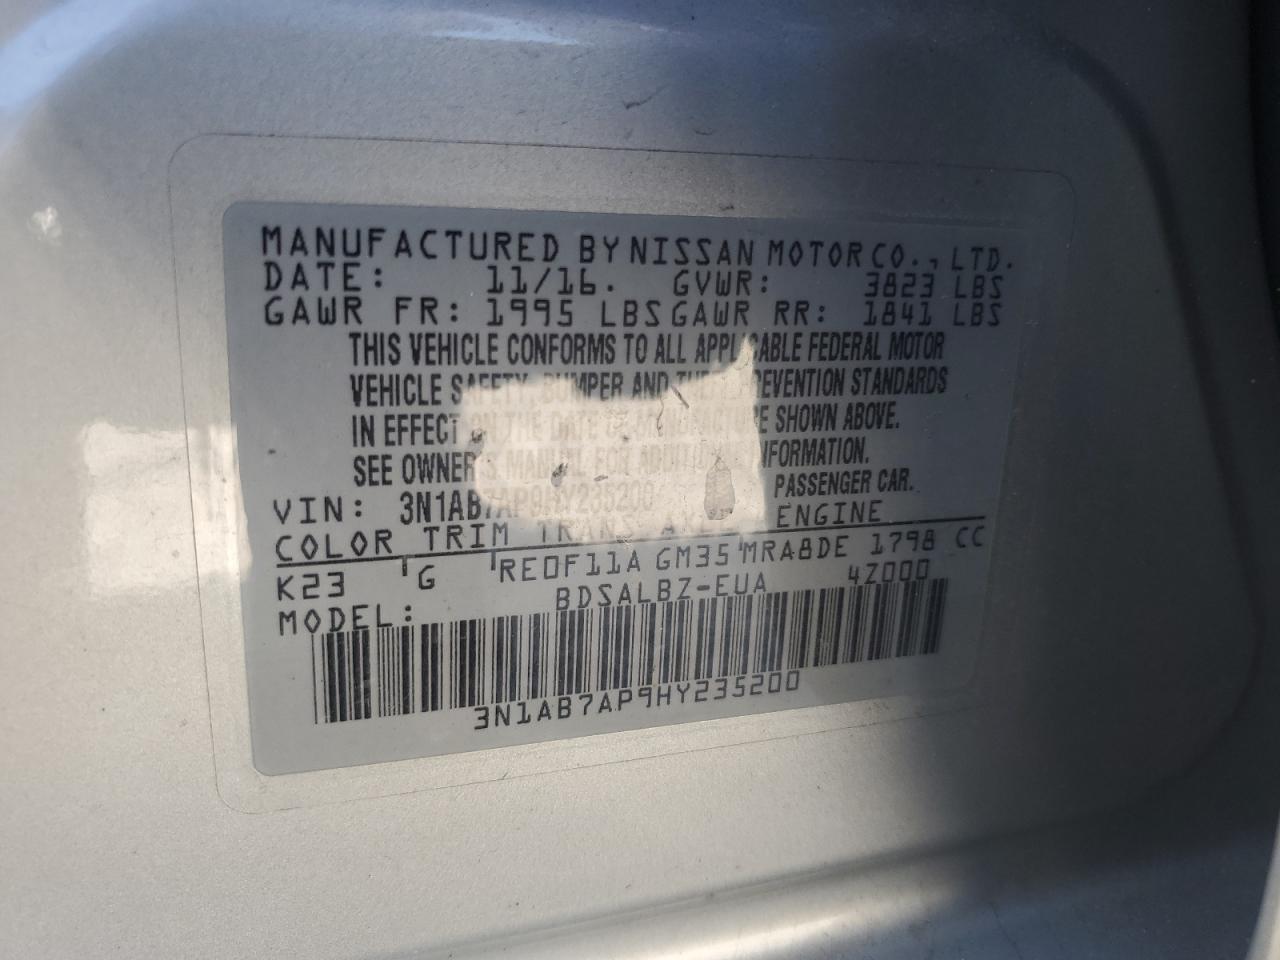 MANUFACTURED BY NISSAN MOTOR CO., LTD.
DATE: 11/16. GVWR: 3823 LBS
GAWR FR: 1995 LBS GAWR RR: 1841 LBS
THIS VEHICLE CONFORMS TO ALL APPLICABLE FEDERAL MOTOR
VEHICLE SAFETY, BUMPER AND THEFT PREVENTION STANDARDS
IN EFFECT ON THE DATE OF MANUFACTURE SHOWN ABOVE.
SEE OWNER'S MANUAL FOR ADDITIONAL INFORMATION.
VIN: 3N1AB7AP9HY235200 PASSENGER CAR.
COLOR TRIM TRANS AXLE ENGINE
K23 G RE0F11A GM35 MRA8DE 1798 CC
MODEL: BDSALBZ-EUA 4Z000
3N1AB7AP9HY235200